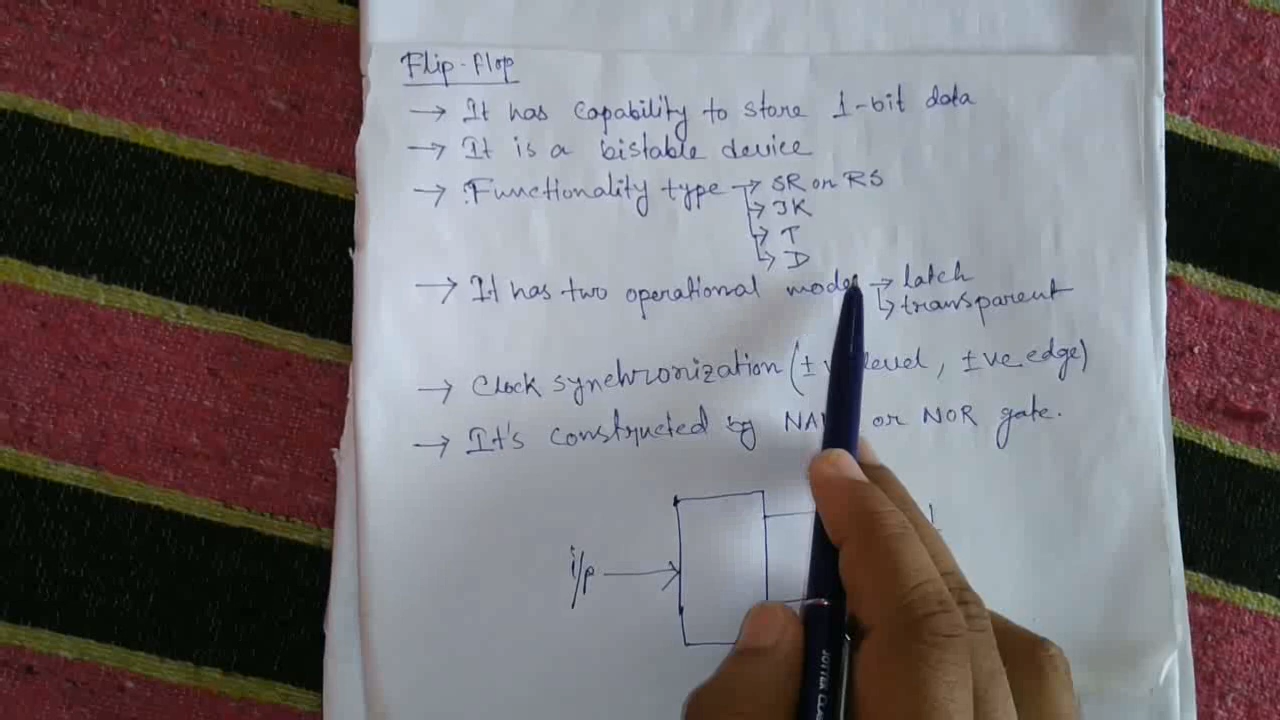 Flip-flop
→ It has capability to store 1-bit data
→ It is a bistable device
→ Functionality type → SR or RS
→ JK
→ T
→ D
→ It has two operational modes → latch
↳ transparent
→ Clock synchronization (± level, ±ve edge)
→ It's constructed by or NOR gate.
i/p